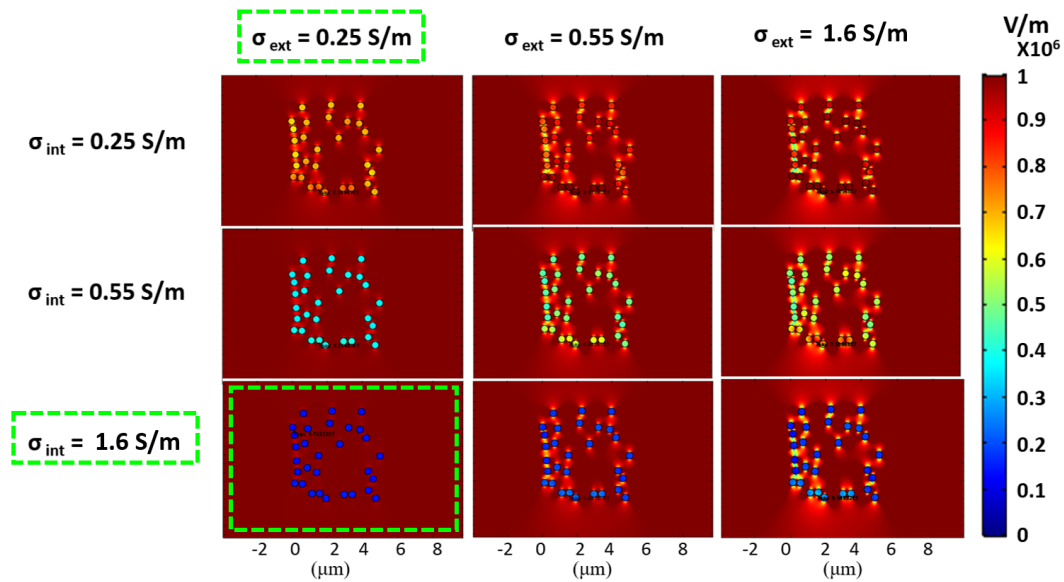 σ ext = 0.25 S/m
σ ext = 0.55 S/m
σ ext = 1.6 S/m
V/m
X10⁶
σ int = 0.25 S/m
σ int = 0.55 S/m
σ int = 1.6 S/m
1
0.9
0.8
0.7
0.6
0.5
0.4
0.3
0.2
0.1
0
-2 0 2 4 6 8
-2 0 2 4 6 8
-2 0 2 4 6 8
(μm)
(μm)
(μm)